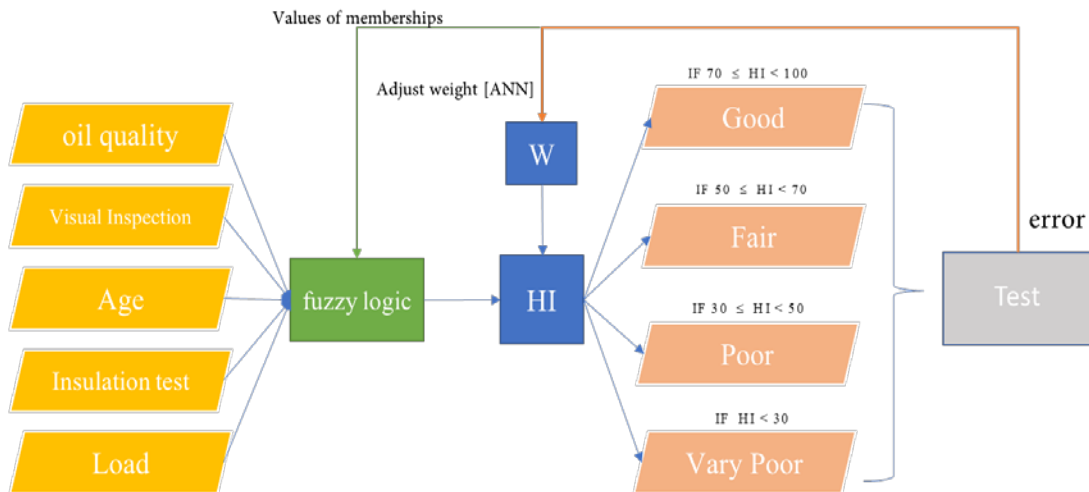 Values of memberships
Adjust weight [ANN]
IF 70 ≤ HI < 100
oil quality
Good
W
Visual Inspection
IF 50 ≤ HI < 70
Fair
error
Age
fuzzy logic
HI
Test
IF 30 ≤ HI < 50
Insulation test
Poor
IF HI < 30
Load
Vary Poor